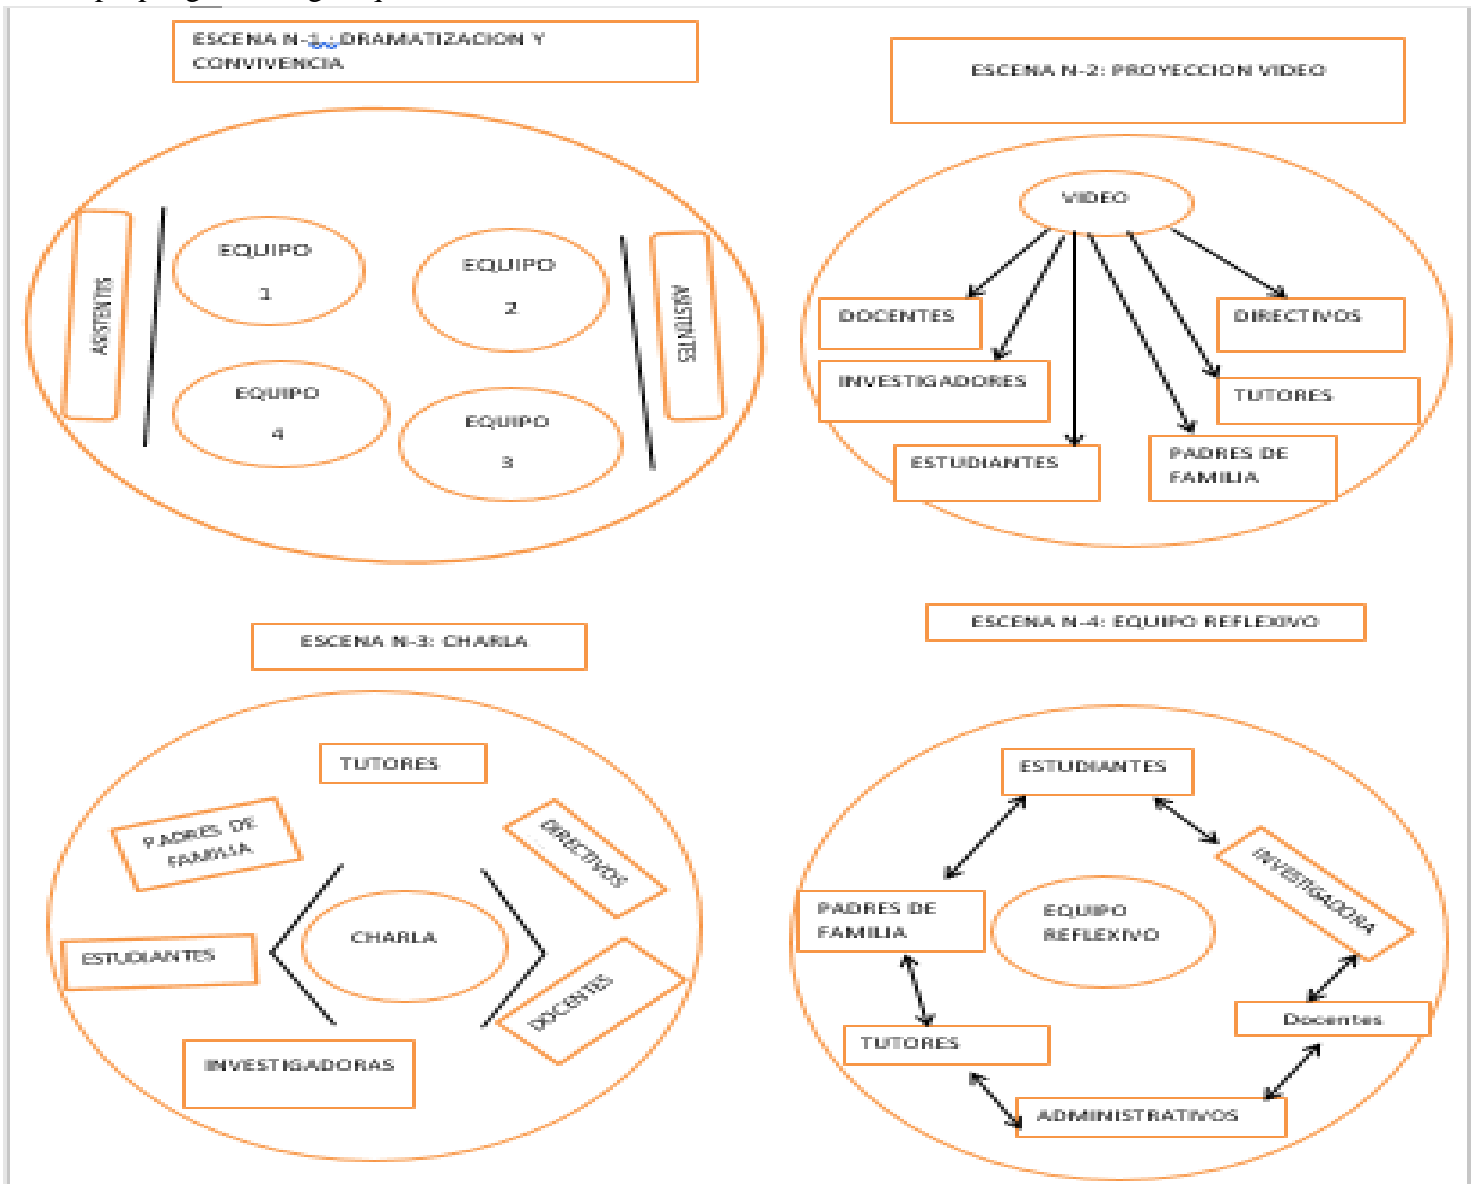 ESCENA N-1 : DRAMATIZACION Y
CONVIVENCIA
ASISTENTES
EQUIPO
1
EQUIPO
2
EQUIPO
4
EQUIPO
3
ASISTENTES
ESCENA N-2: PROYECCION VIDEO
VIDEO
DOCENTES
DIRECTIVOS
INVESTIGADORES
TUTORES
ESTUDIANTES
PADRES DE
FAMILIA
ESCENA N-3: CHARLA
TUTORES
PADRES DE
FAMILIA
DIRECTIVOS
CHARLA
ESTUDIANTES
DOCENTES
INVESTIGADORAS
ESCENA N-4: EQUIPO REFLEXIVO
ESTUDIANTES
INVESTIGADORA
PADRES DE
FAMILIA
EQUIPO
REFLEXIVO
Docentes
TUTORES
ADMINISTRATIVOS